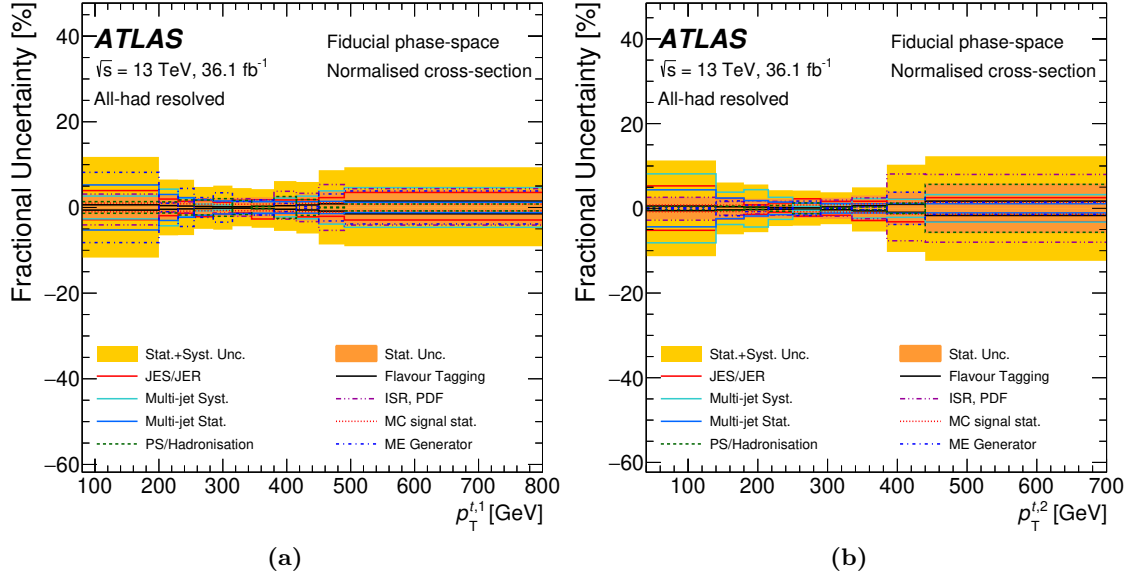 Fractional Uncertainty [%]
40
20
0
−20
−40
−60
ATLAS
√s = 13 TeV, 36.1 fb⁻¹
All-had resolved
Fiducial phase-space
Normalised cross-section
Stat.+Syst. Unc.
Stat. Unc.
JES/JER
Flavour Tagging
Multi-jet Syst.
ISR, PDF
Multi-jet Stat.
MC signal stat.
PS/Hadronisation
ME Generator
100 200 300 400 500 600 700 800
p_T^{t,1} [GeV]
(a)
Fractional Uncertainty [%]
40
20
0
−20
−40
−60
ATLAS
√s = 13 TeV, 36.1 fb⁻¹
All-had resolved
Fiducial phase-space
Normalised cross-section
Stat.+Syst. Unc.
Stat. Unc.
JES/JER
Flavour Tagging
Multi-jet Syst.
ISR, PDF
Multi-jet Stat.
MC signal stat.
PS/Hadronisation
ME Generator
100 200 300 400 500 600 700
p_T^{t,2} [GeV]
(b)